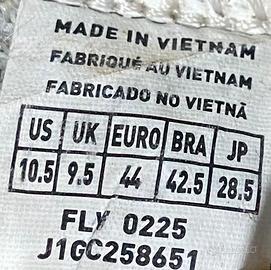 MADE IN VIETNAM
FABRIQUÉ AU VIETNAM
FABRICADO NO VIETNÃ
US UK EURO BRA JP
10.5 9.5 44 42.5 28.5
FLY 0225
J1GC258651